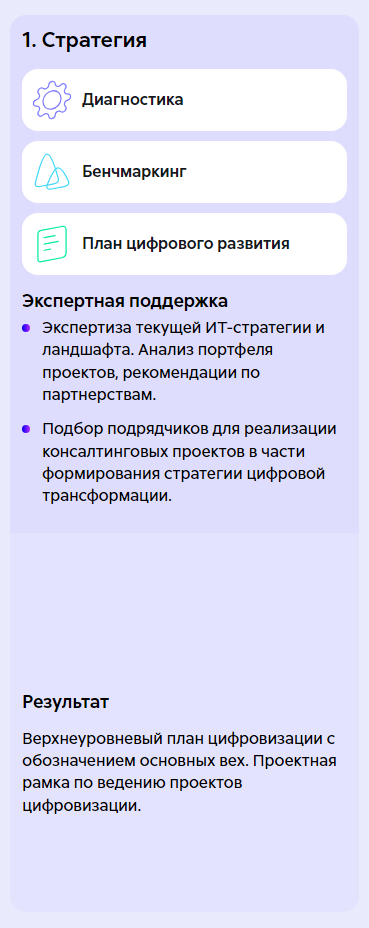 1. Стратегия
Диагностика
Бенчмаркинг
План цифрового развития
Экспертная поддержка
Экспертиза текущей ИТ-стратегии и
ландшафта. Анализ портфеля
проектов, рекомендации по
партнерствам.
Подбор подрядчиков для реализации
консалтинговых проектов в части
формирования стратегии цифровой
трансформации.
Результат
Верхнеуровневый план цифровизации с
обозначением основных вех. Проектная
рамка по ведению проектов
цифровизации.